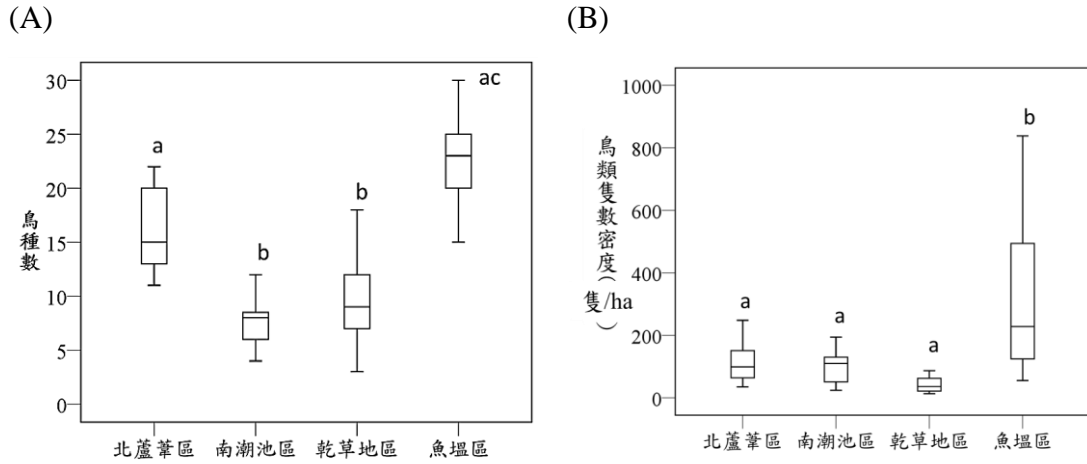 (A)
30
25
20
15
10
5
0
鳥種數
a
b
b
ac
北蘆葦區 南潮池區 乾草地區 魚塭區
(B)
1000
800
600
400
200
0
鳥類隻數密度(隻/ha)
a
a
a
b
北蘆葦區 南潮池區 乾草地區 魚塭區